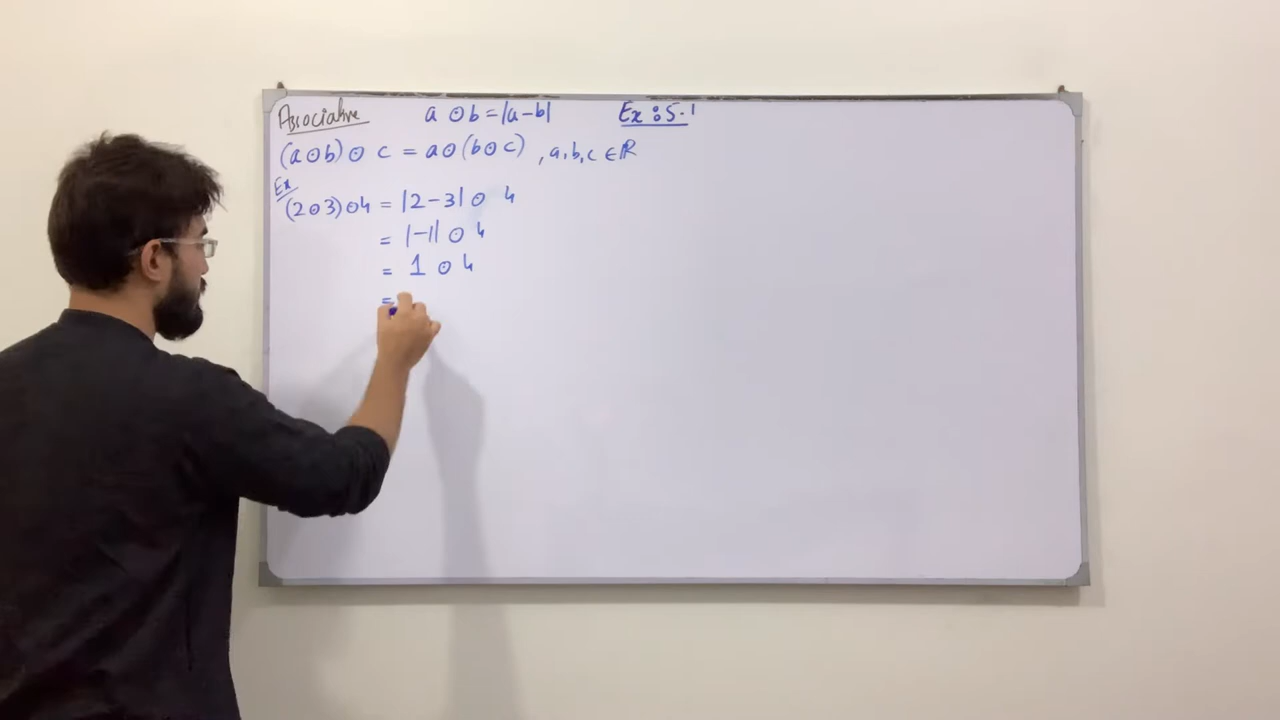 Associative a ⊙ b = |a-b| Ex: 5.1
(a⊙b)⊙ c = a⊙(b⊙c) , a,b,c ∈ ℝ
Ex
(2⊙3)⊙4 = |2-3|⊙ 4
= |-1| ⊙ 4
= 1 ⊙ 4
=